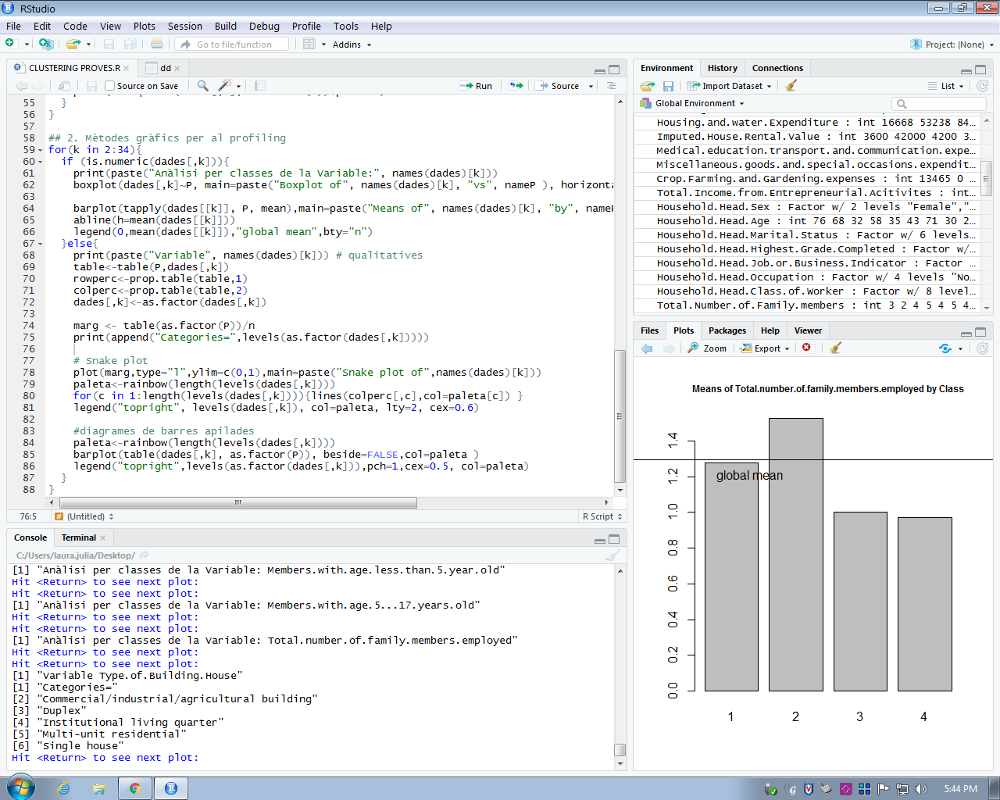 RStudio
File Edit Code View Plots Session Build Debug Profile Tools Help
Go to file/function
Addins
Project: (None)
CLUSTERING PROVES.R
dd
Source on Save
Run
Source
55 }
56 }
57
58 ## 2. Mètodes gràfics per al profiling
59 for(k in 2:34){
60 if (is.numeric(dades[,k])){
61 print(paste("Anàlisi per classes de la Variable:", names(dades)[k]))
62 boxplot(dades[,k]~P, main=paste("Boxplot of", names(dades)[k], "vs", nameP ), horizonta
63
64 barplot(tapply(dades[[k]], P, mean),main=paste("Means of", names(dades)[k], "by", nameP
65 abline(h=mean(dades[[k]]))
66 legend(0,mean(dades[[k]]),"global mean",bty="n")
67 }else{
68 print(paste("Variable", names(dades)[k])) # qualitatives
69 table<-table(P,dades[,k])
70 rowperc<-prop.table(table,1)
71 colperc<-prop.table(table,2)
72 dades[,k]<-as.factor(dades[,k])
73
74 marg <- table(as.factor(P))/n
75 print(append("Categories=",levels(as.factor(dades[,k]))))
76
77 # Snake plot
78 plot(marg,type="l",ylim=c(0,1),main=paste("Snake plot of",names(dades)[k]))
79 paleta<-rainbow(length(levels(dades[,k])))
80 for(c in 1:length(levels(dades[,k]))){lines(colperc[,c],col=paleta[c]) }
81 legend("topright", levels(dades[,k]), col=paleta, lty=2, cex=0.6)
82
83 #diagrames de barres apilades
84 paleta<-rainbow(length(levels(dades[,k])))
85 barplot(table(dades[,k], as.factor(P)), beside=FALSE,col=paleta )
86 legend("topright",levels(as.factor(dades[,k])),pch=1,cex=0.5, col=paleta)
87 }
88 }
76:5
# (Untitled)
R Script
Console Terminal
C:/Users/laura.julia/Desktop/
[1] "Anàlisi per classes de la Variable: Members.with.age.less.than.5.year.old"
Hit <Return> to see next plot:
Hit <Return> to see next plot:
[1] "Anàlisi per classes de la Variable: Members.with.age.5...17.years.old"
Hit <Return> to see next plot:
Hit <Return> to see next plot:
[1] "Anàlisi per classes de la Variable: Total.number.of.family.members.employed"
Hit <Return> to see next plot:
Hit <Return> to see next plot:
[1] "Variable Type.of.Building.House"
[1] "Categories="
[2] "Commercial/industrial/agricultural building"
[3] "Duplex"
[4] "Institutional living quarter"
[5] "Multi-unit residential"
[6] "Single house"
Hit <Return> to see next plot:
Environment History Connections
Import Dataset
List
Global Environment
Housing.and.water.Expenditure : int 16668 53238 84...
Imputed.House.Rental.Value : int 3600 42000 4200 3...
Medical.education.transport.and.communication.expe...
Miscellaneous.goods.and.special.occasions.expendit...
Crop.Farming.and.Gardening.expenses : int 13465 0 ...
Total.Income.from.Entrepreneurial.Acitivites : int...
Household.Head.Sex : Factor w/ 2 levels "Female","...
Household.Head.Age : int 76 68 32 58 35 43 71 30 2...
Household.Head.Marital.Status : Factor w/ 6 levels...
Household.Head.Highest.Grade.Completed : Factor w/...
Household.Head.Job.or.Business.Indicator : Factor ...
Household.Head.Occupation : Factor w/ 4 levels "No...
Household.Head.Class.of.Worker : Factor w/ 8 level...
Total.Number.of.Family.members : int 3 2 4 5 4 5 4...
Files Plots Packages Help Viewer
Zoom
Export
Means of Total.number.of.family.members.employed by Class
1.4
1.2
1.0
0.8
0.6
0.4
0.2
0.0
global mean
1 2 3 4
5:44 PM